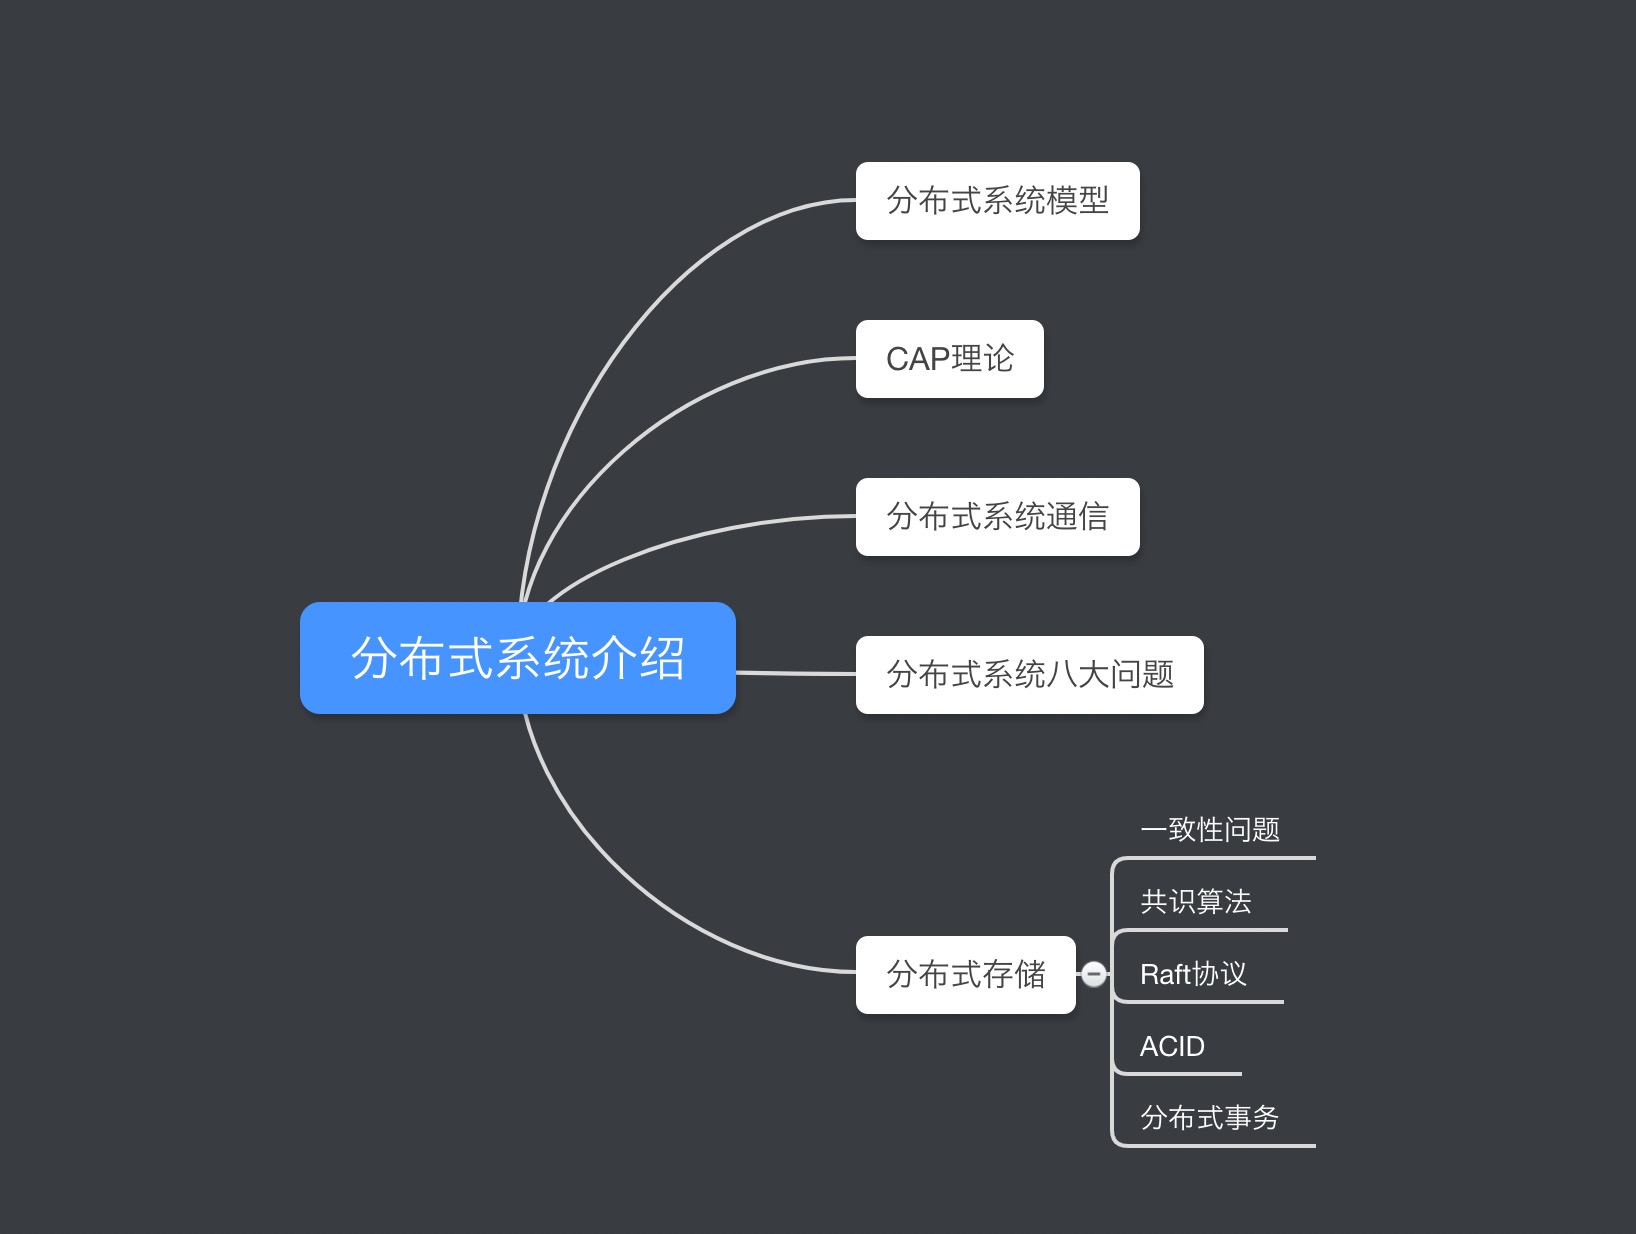 分布式系统模型
CAP理论
分布式系统通信
分布式系统介绍
分布式系统八大问题
分布式存储
一致性问题
共识算法
Raft协议
ACID
分布式事务